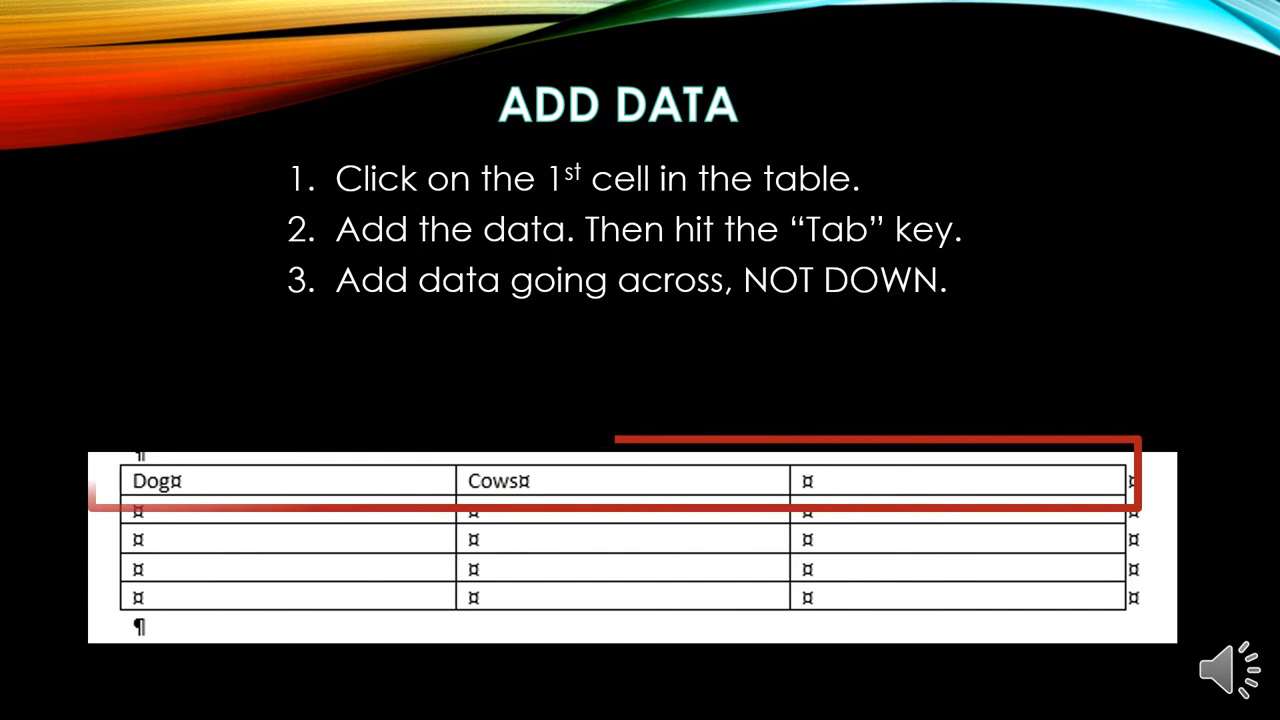 ADD DATA
1. Click on the 1st cell in the table.
2. Add the data. Then hit the “Tab” key.
3. Add data going across, NOT DOWN.
¶
Dog¤ Cows¤ ¤ ¤
¤ ¤ ¤ ¤
¤ ¤ ¤ ¤
¤ ¤ ¤ ¤
¤ ¤ ¤ ¤
¶